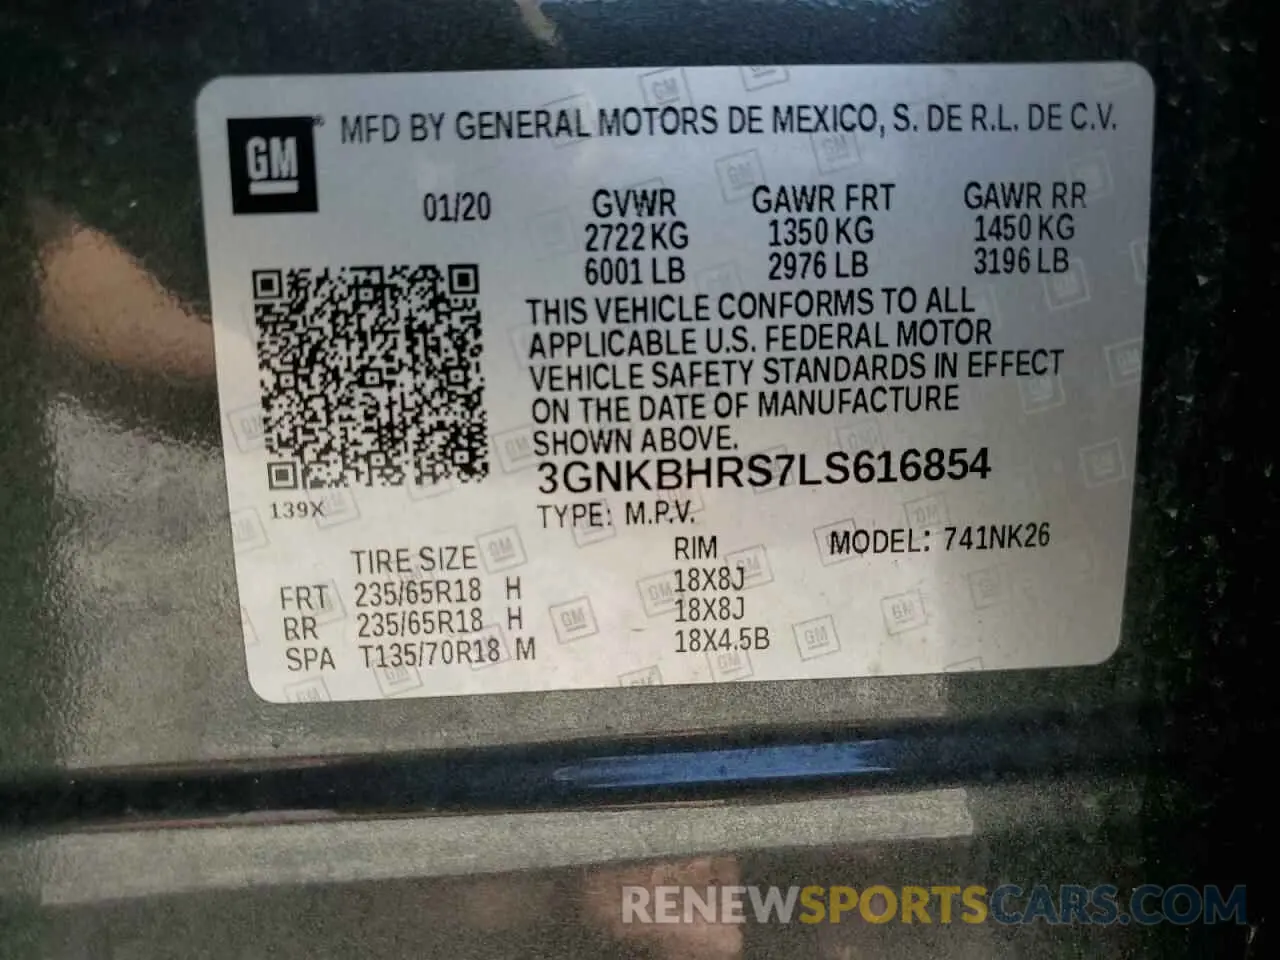 GM
MFD BY GENERAL MOTORS DE MEXICO, S. DE R.L. DE C.V.
01/20
GVWR GAWR FRT GAWR RR
2722 KG 1350 KG 1450 KG
6001 LB 2976 LB 3196 LB
THIS VEHICLE CONFORMS TO ALL
APPLICABLE U.S. FEDERAL MOTOR
VEHICLE SAFETY STANDARDS IN EFFECT
ON THE DATE OF MANUFACTURE
SHOWN ABOVE.
3GNKBHRS7LS616854
139X
TYPE: M.P.V.
MODEL: 741NK26
TIRE SIZE RIM
FRT 235/65R18 H 18X8J
RR 235/65R18 H 18X8J
SPA T135/70R18 M 18X4.5B
RENEWSPORTSCARS.COM